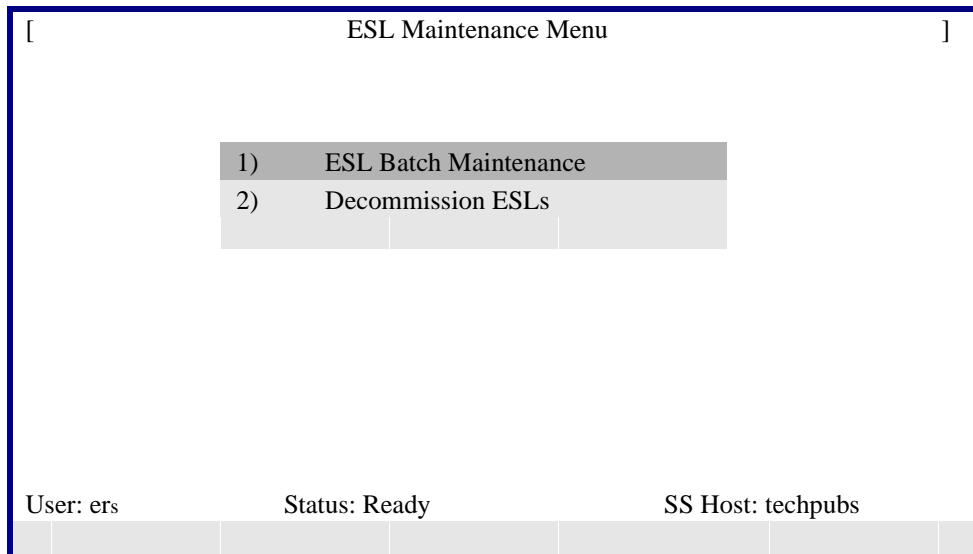 [ ESL Maintenance Menu ]
1) ESL Batch Maintenance
2) Decommission ESLs
User: ers Status: Ready SS Host: techpubs